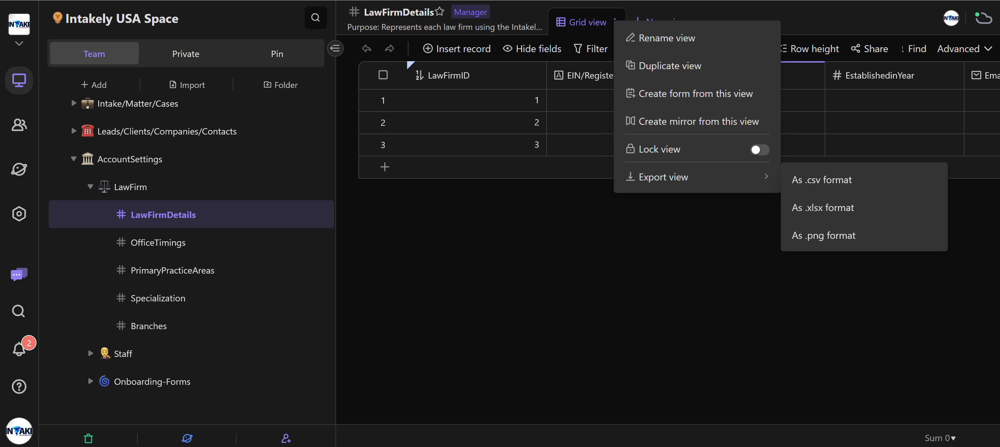 INTAKE
Intakely USA Space
Team
Private
Pin
Add
Import
Folder
Intake/Matter/Cases
Leads/Clients/Companies/Contacts
AccountSettings
LawFirm
LawFirmDetails
OfficeTimings
PrimaryPracticeAreas
Specialization
Branches
Staff
Onboarding-Forms
2
INTAKE
LawFirmDetails
Manager
Purpose: Represents each law firm using the Intakel...
Grid view
INTAKE
Insert record
Hide fields
Filter
Row height
Share
Find
Advanced
LawFirmID
EIN/Registe
EstablishedinYear
Ema
1 1
2 2
3 3
Rename view
Duplicate view
Create form from this view
Create mirror from this view
Lock view
Export view
As .csv format
As .xlsx format
As .png format
Sum 0